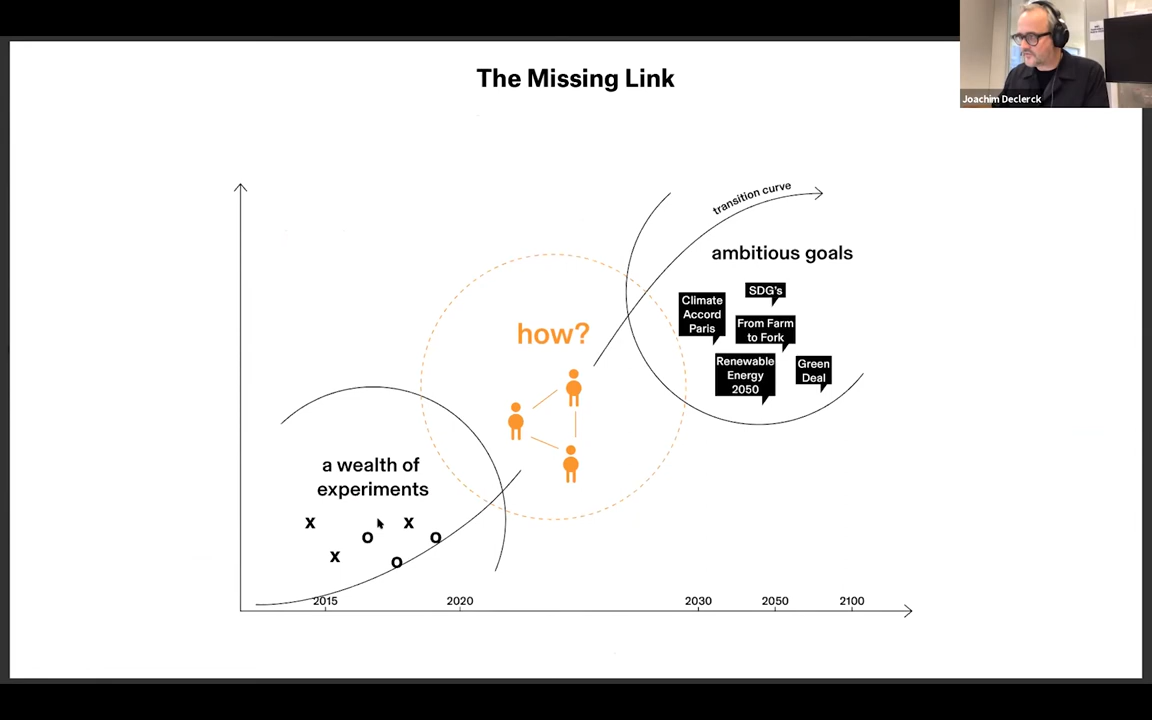 The Missing Link
Joachim Declerck
transition curve
ambitious goals
SDG's
Climate
Accord
Paris
From Farm
to Fork
Renewable
Energy
2050
Green
Deal
how?
a wealth of
experiments
x
x
o
o
x
o
2015
2020
2030
2050
2100